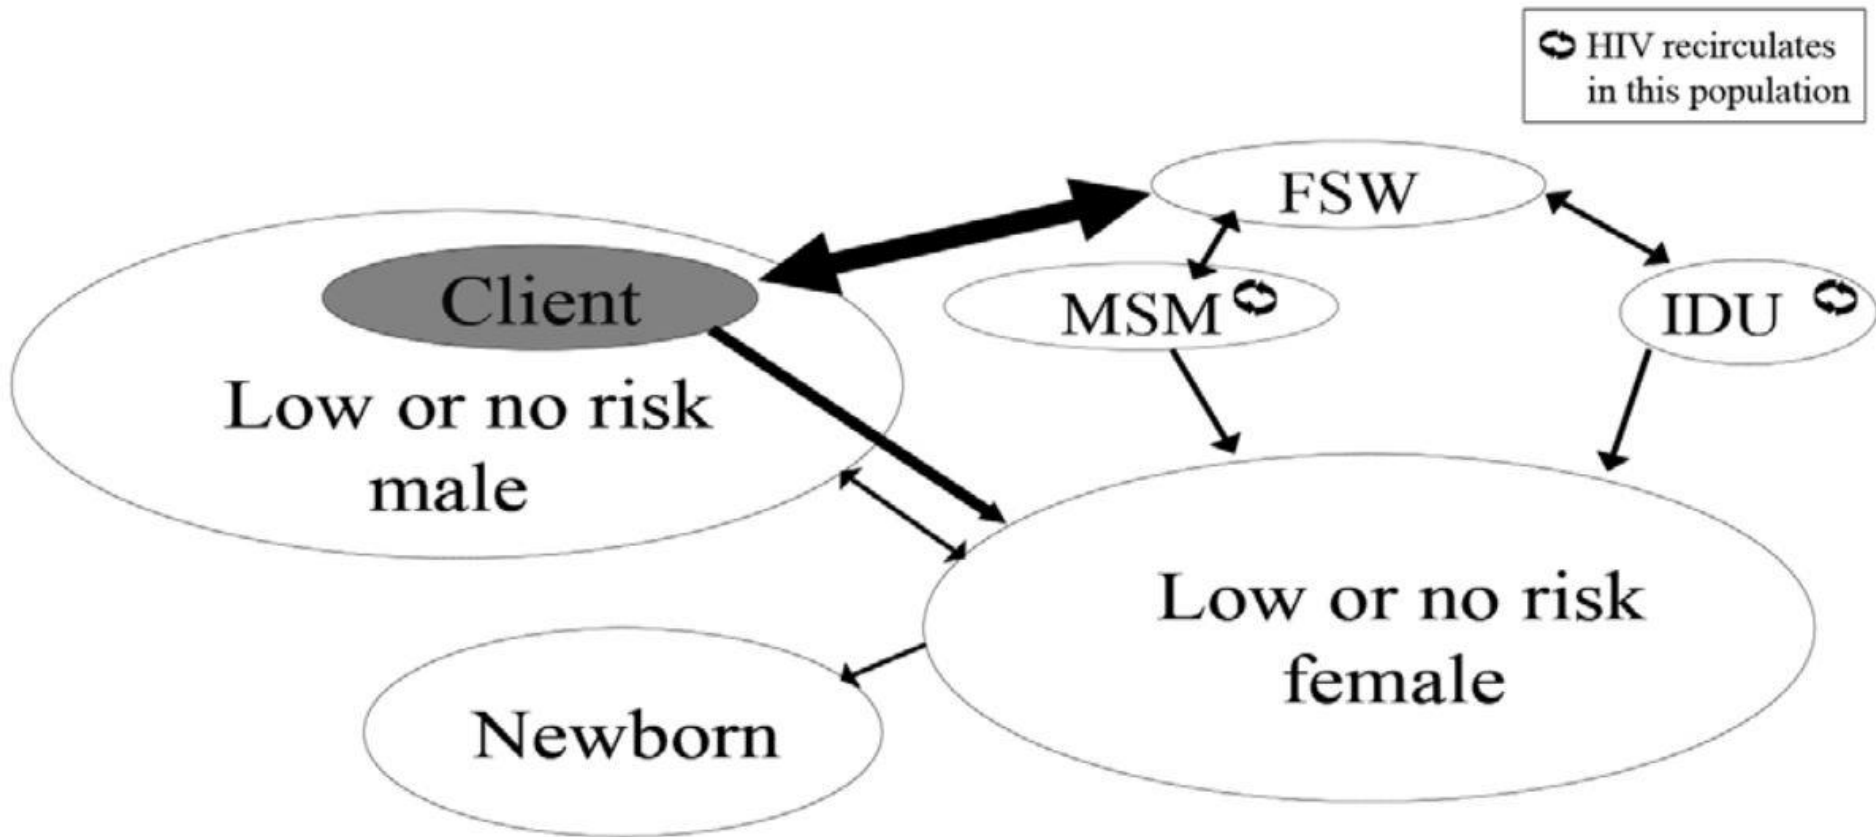 HIV recirculates
in this population
FSW
Client
MSM
IDU
Low or no risk
male
Low or no risk
female
Newborn